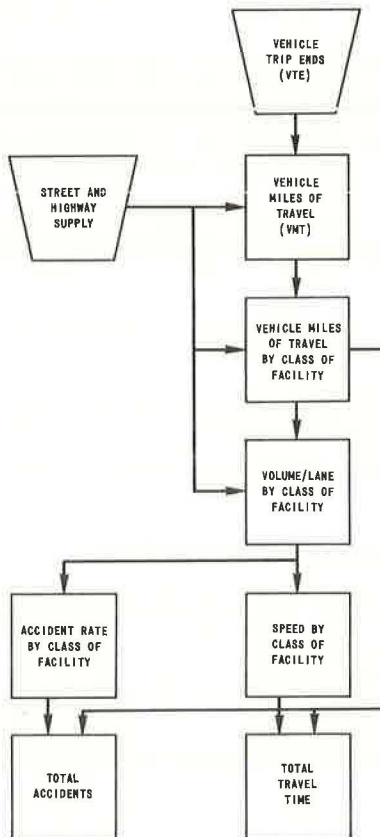 VEHICLE
TRIP ENDS
(VTE)
STREET AND
HIGHWAY
SUPPLY
VEHICLE
MILES OF
TRAVEL
(VMT)
VEHICLE MILES
OF TRAVEL
BY CLASS OF
FACILITY
VOLUME/LANE
BY CLASS OF
FACILITY
ACCIDENT RATE
BY CLASS OF
FACILITY
SPEED BY
CLASS OF
FACILITY
TOTAL
ACCIDENTS
TOTAL
TRAVEL
TIME